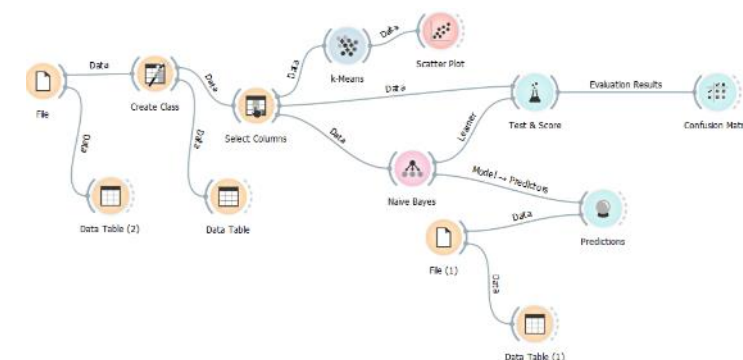 Data
Data
Scatter Plot
k-Means
Data
File
Create Class
Data
Select Columns
Data
Data
Data
Data
Learner
Test & Score
Evaluation Results
Confusion Matr
Data
Naive Bayes
Model → Predictors
Data
Predictions
Data Table (2)
Data Table
File (1)
Data
Data Table (1)